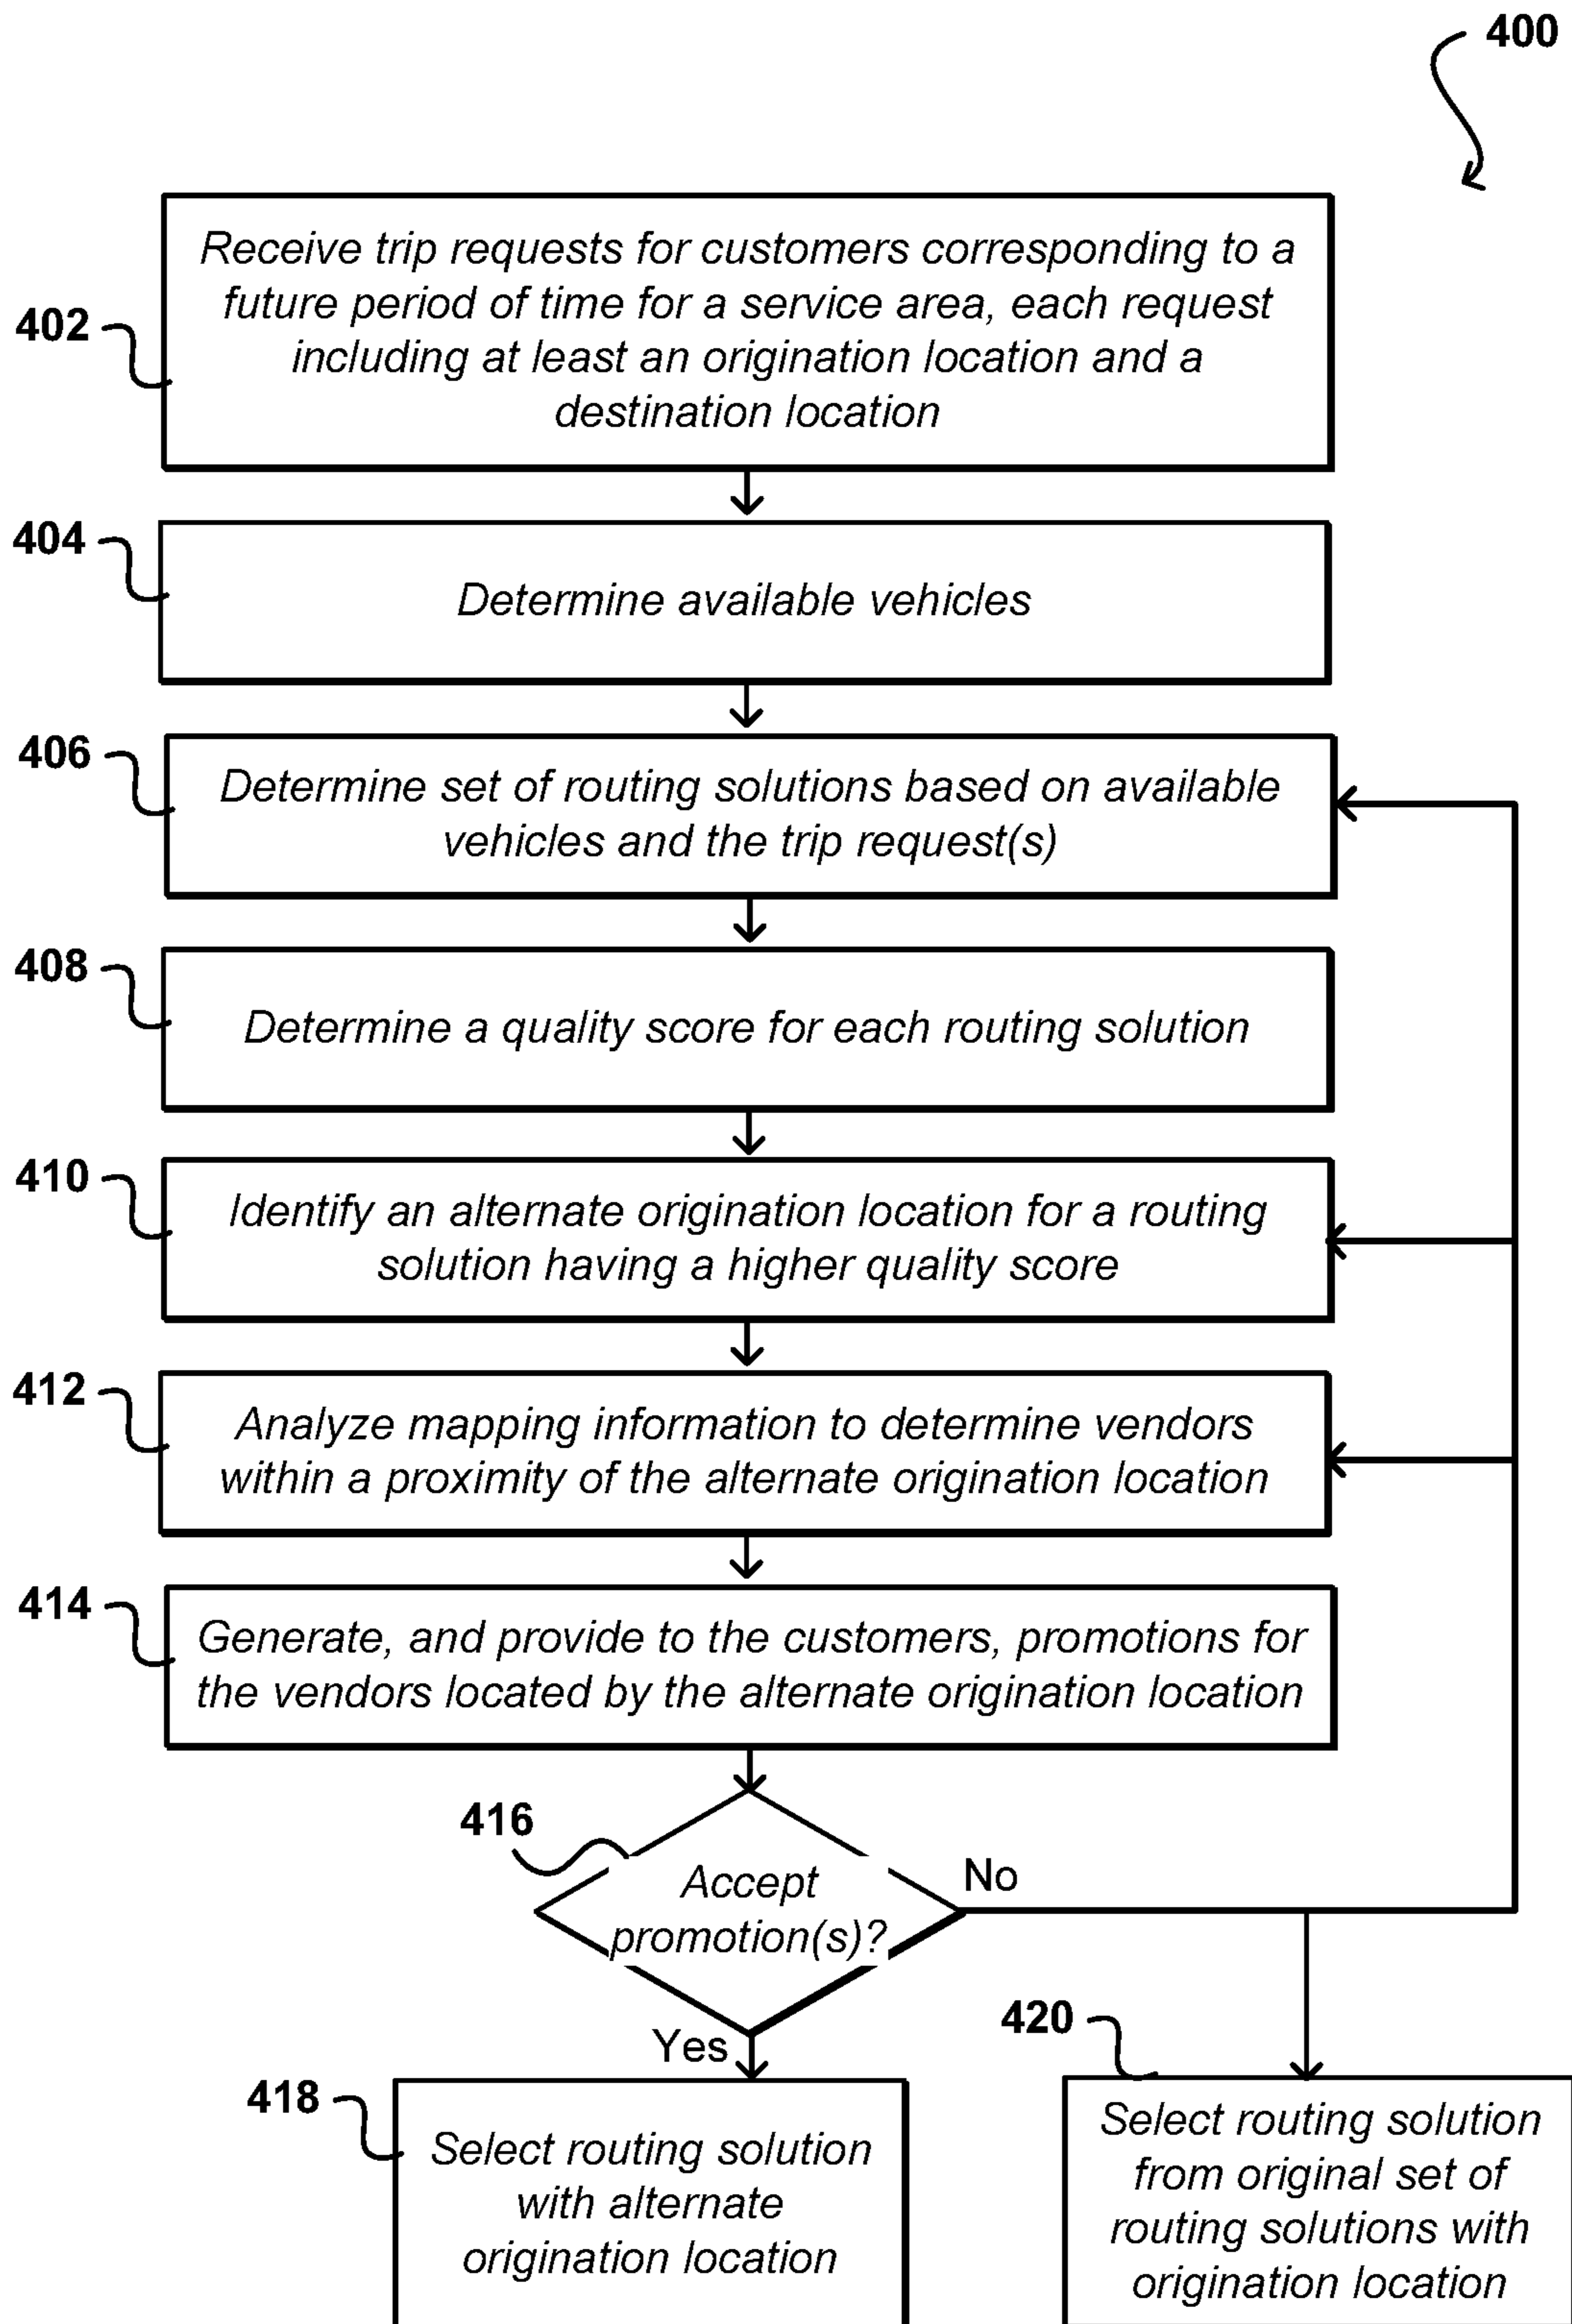 400
402
Receive trip requests for customers corresponding to a
future period of time for a service area, each request
including at least an origination location and a
destination location
404
Determine available vehicles
406
Determine set of routing solutions based on available
vehicles and the trip request(s)
408
Determine a quality score for each routing solution
410
Identify an alternate origination location for a routing
solution having a higher quality score
412
Analyze mapping information to determine vendors
within a proximity of the alternate origination location
414
Generate, and provide to the customers, promotions for
the vendors located by the alternate origination location
416
Accept
promotion(s)?
No
Yes
418
Select routing solution
with alternate
origination location
420
Select routing solution
from original set of
routing solutions with
origination location